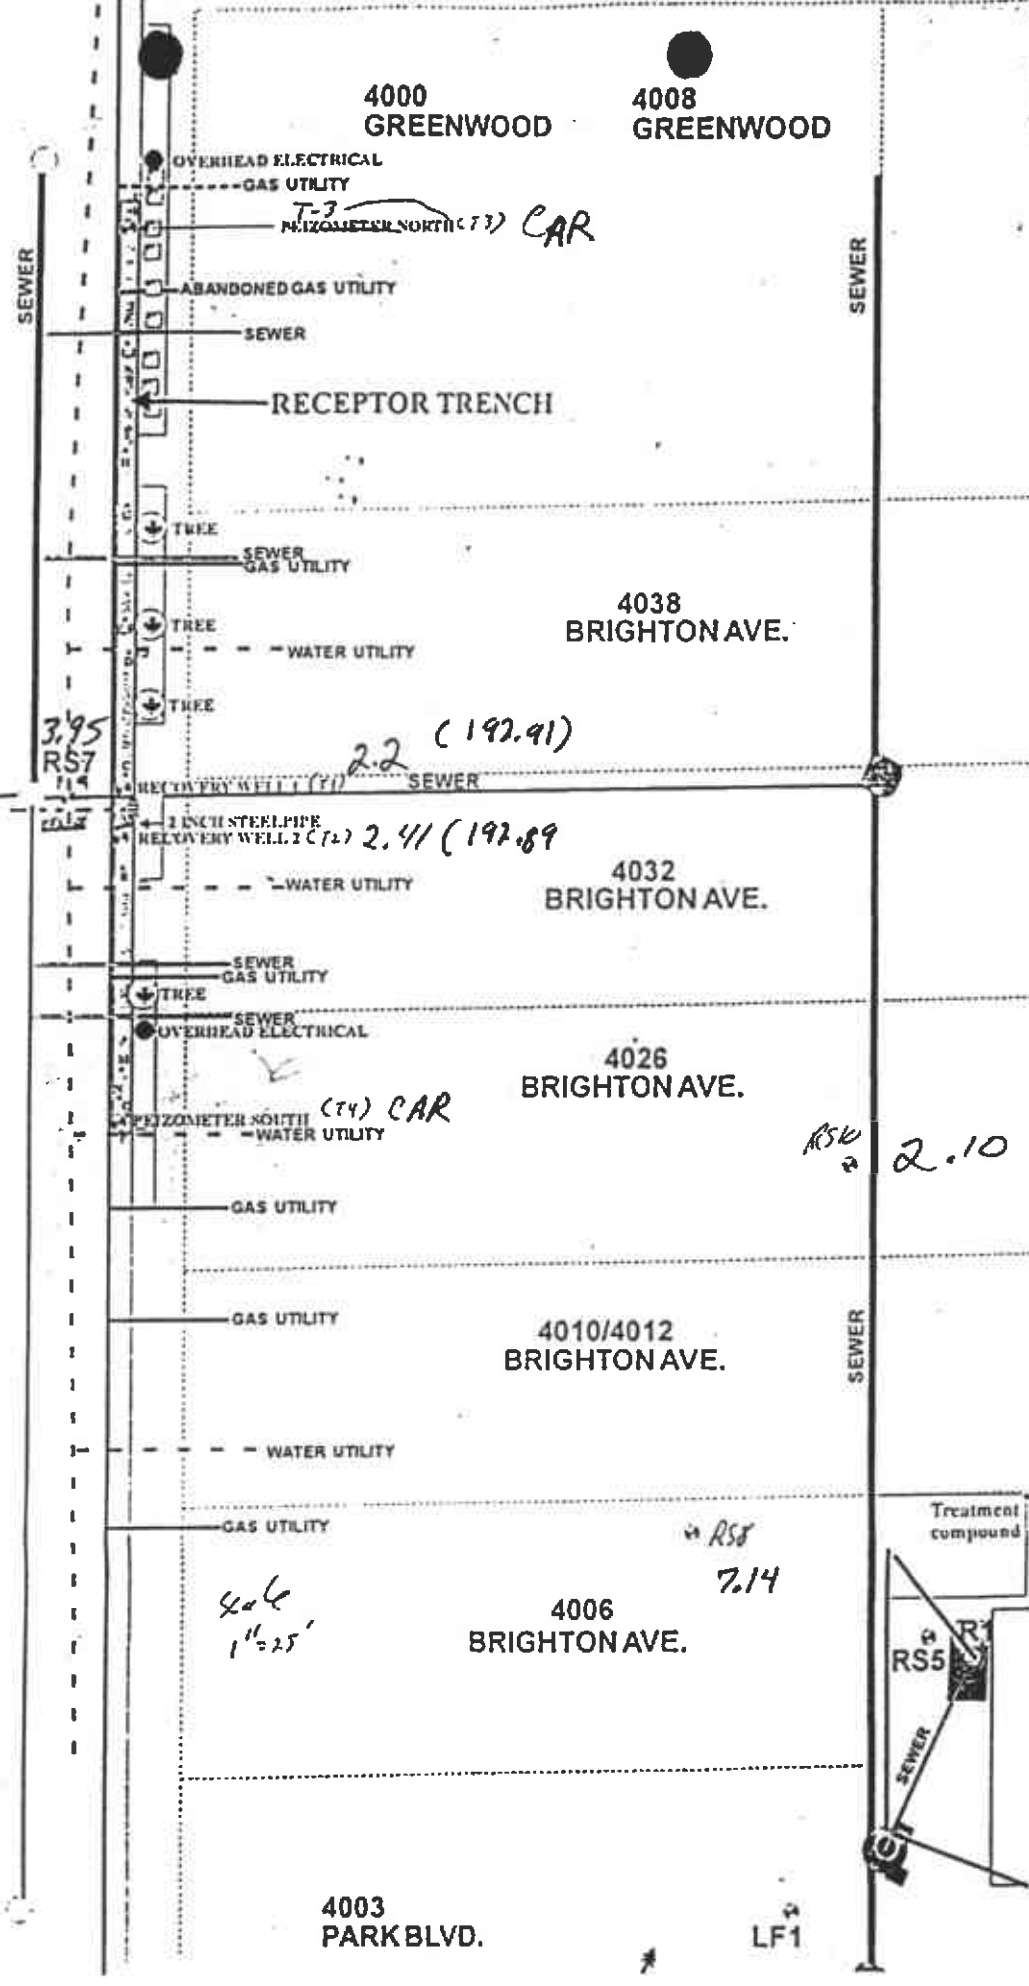 4000
GREENWOOD
4008
GREENWOOD
OVERHEAD ELECTRICAL
GAS UTILITY
T-3
PEIZOMETER NORTH (T3) CAR
SEWER
SEWER
ABANDONED GAS UTILITY
SEWER
RECEPTOR TRENCH
TREE
SEWER
GAS UTILITY
4038
BRIGHTON AVE.
TREE
WATER UTILITY
TREE
3.95
RS7
2.2 (192.91)
RECOVERY WELL 1 (T1)
SEWER
2 INCH STEELPIPE
RECOVERY WELL 2 (T2) 2.41 (192.89
4032
BRIGHTON AVE.
WATER UTILITY
SEWER
GAS UTILITY
TREE
SEWER
OVERHEAD ELECTRICAL
4026
BRIGHTON AVE.
PEIZOMETER SOUTH (T4) CAR
WATER UTILITY
RS10
2.10
GAS UTILITY
GAS UTILITY
4010/4012
BRIGHTON AVE.
SEWER
WATER UTILITY
GAS UTILITY
RS8
7.14
Treatment
compound
1"=25'
4006
BRIGHTON AVE.
R1
RS5
SEWER
4003
PARK BLVD.
LF1